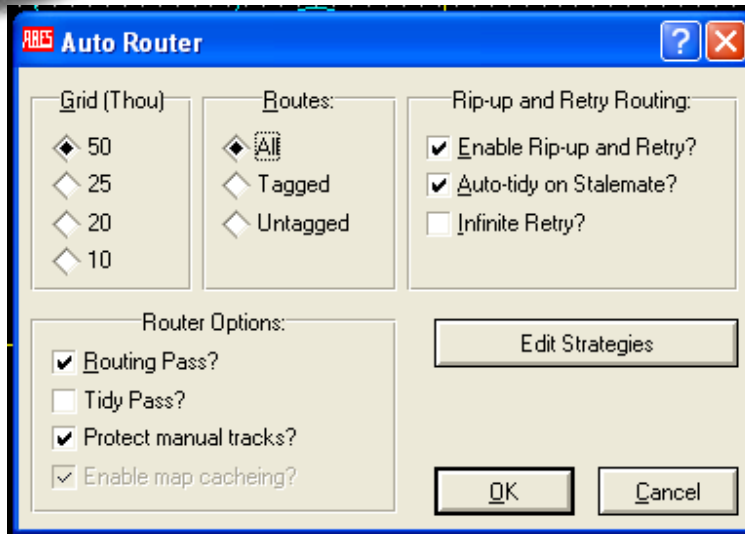 ARES Auto Router
Grid (Thou)
50
25
20
10
Routes:
All
Tagged
Untagged
Rip-up and Retry Routing:
Enable Rip-up and Retry?
Auto-tidy on Stalemate?
Infinite Retry?
Router Options:
Routing Pass?
Tidy Pass?
Protect manual tracks?
Enable map cacheing?
Edit Strategies
OK
Cancel